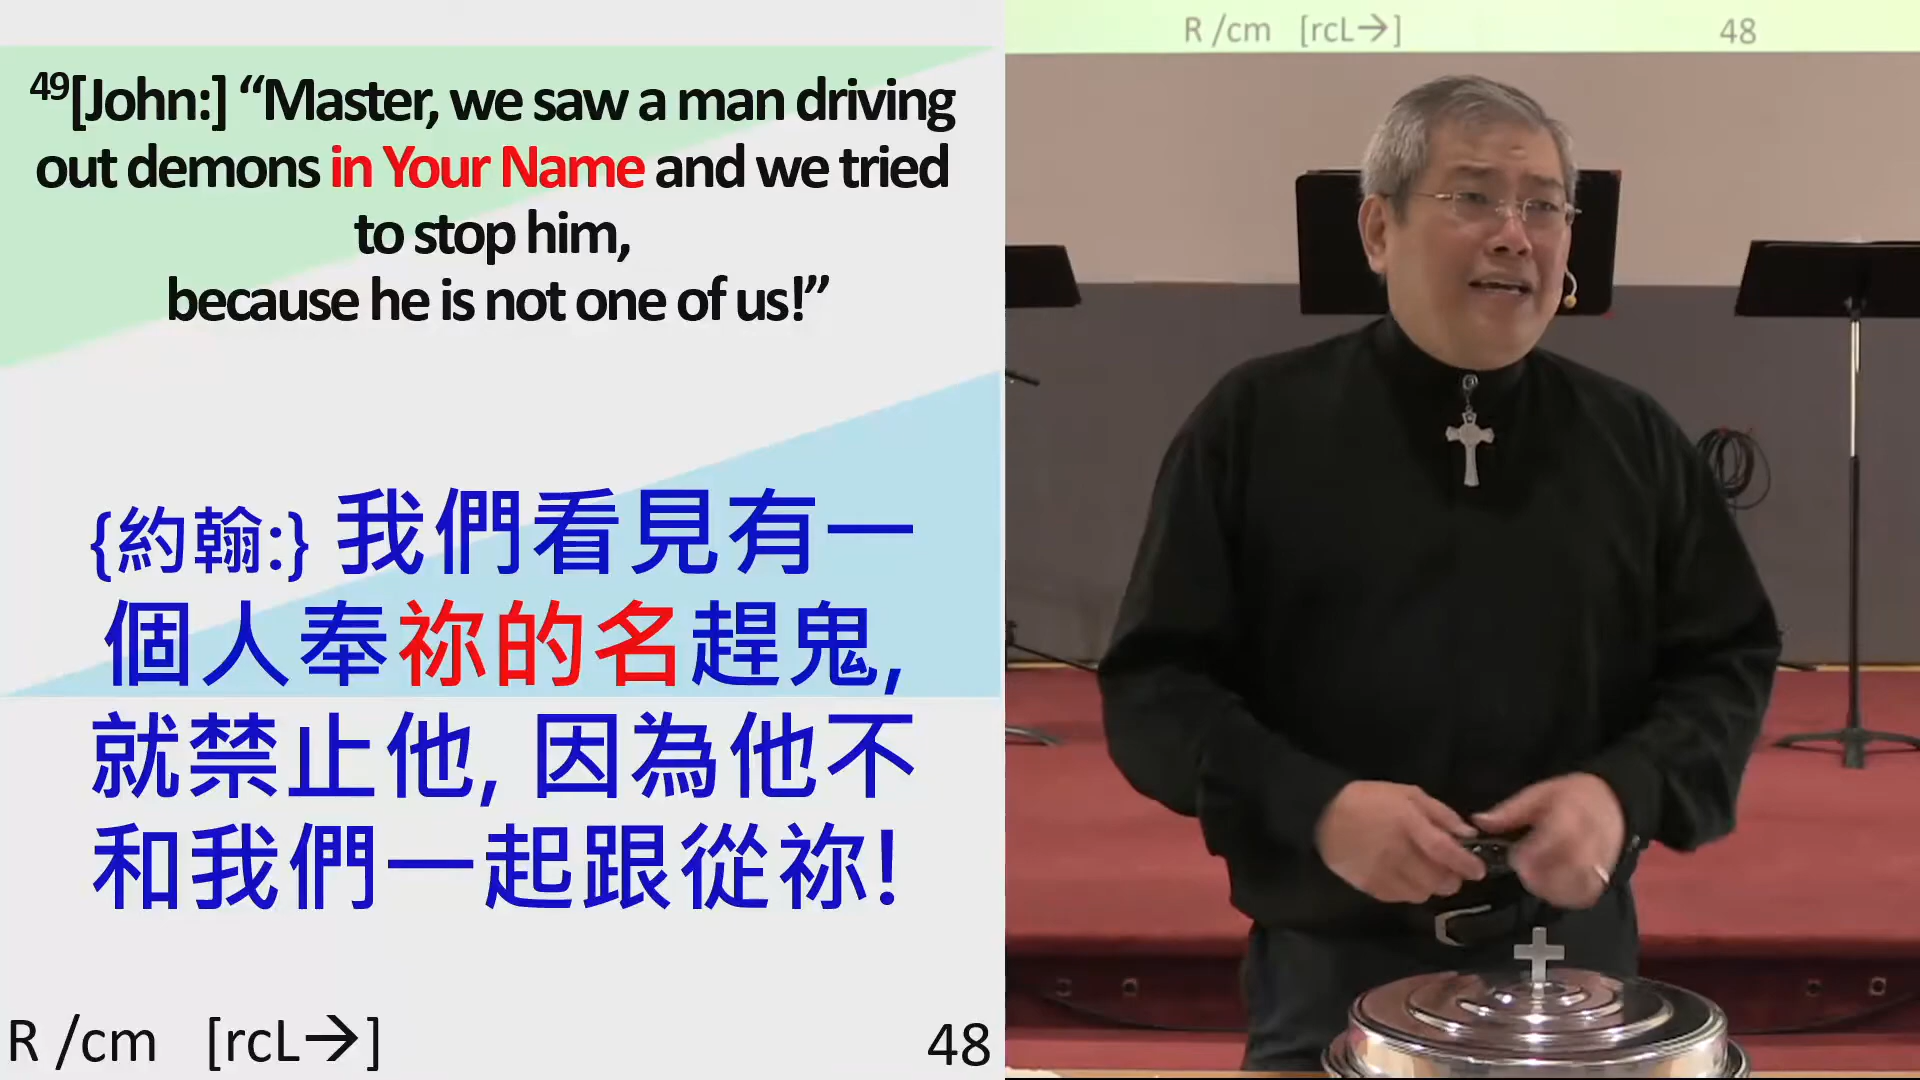 ⁴⁹[John:] “Master, we saw a man driving
out demons in Your Name and we tried
to stop him,
because he is not one of us!”
{約翰:} 我們看見有一
個人奉祢的名趕鬼,
就禁止他, 因為他不
和我們一起跟從祢!
R /cm [rcL→]
48
R /cm [rcL→]
48